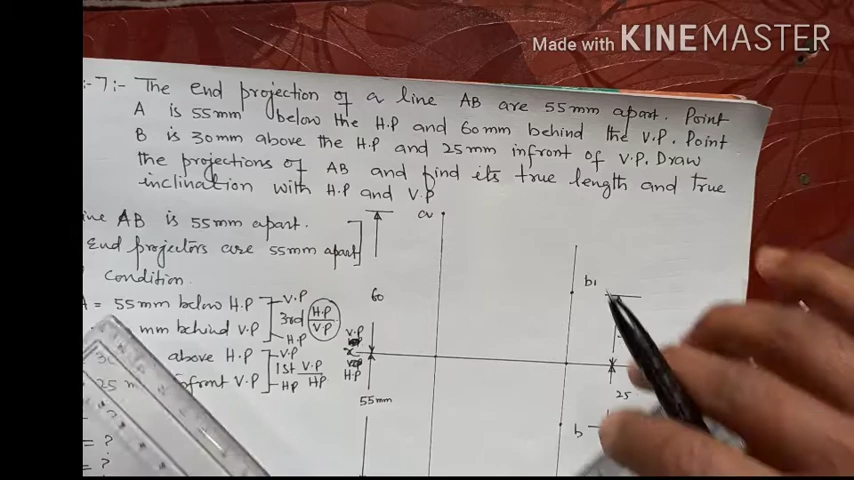 Made with KINEMASTER
-7:- The end projection of a line AB are 55mm apart. Point
A is 55mm below the H.P and 60mm behind the V.P. Point
B is 30mm above the H.P and 25mm infront of V.P. Draw
the projections of AB and find its true length and true
inclination with H.P and V.P
ine AB is 55mm apart.
End projectors are 55mm apart
condition
A = 55mm below H.P V.P
3rd H.P
V.P
mm behind V.P H.P
above H.P V.P
1st V.P
HP
25 m infront V.P HP
= ?
= ?
a
60
V.P
x
H.P
55mm
b1
25
b